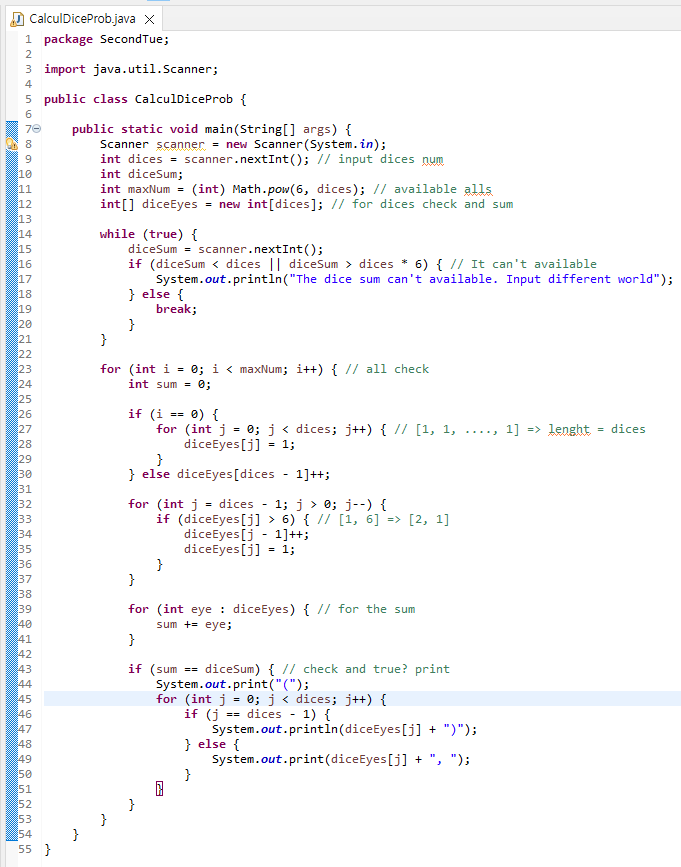 CalculDiceProb.java
1 package SecondTue;
2
3 import java.util.Scanner;
4
5 public class CalculDiceProb {
6
7     public static void main(String[] args) {
8         Scanner scanner = new Scanner(System.in);
9         int dices = scanner.nextInt(); // input dices num
10         int diceSum;
11         int maxNum = (int) Math.pow(6, dices); // available alls
12         int[] diceEyes = new int[dices]; // for dices check and sum
13
14         while (true) {
15             diceSum = scanner.nextInt();
16             if (diceSum < dices || diceSum > dices * 6) { // It can't available
17                 System.out.println("The dice sum can't available. Input different world");
18             } else {
19                 break;
20             }
21         }
22
23         for (int i = 0; i < maxNum; i++) { // all check
24             int sum = 0;
25
26             if (i == 0) {
27                 for (int j = 0; j < dices; j++) { // [1, 1, ...., 1] => lenght = dices
28                     diceEyes[j] = 1;
29                 }
30             } else diceEyes[dices - 1]++;
31
32             for (int j = dices - 1; j > 0; j--) {
33                 if (diceEyes[j] > 6) { // [1, 6] => [2, 1]
34                     diceEyes[j - 1]++;
35                     diceEyes[j] = 1;
36                 }
37             }
38
39             for (int eye : diceEyes) { // for the sum
40                 sum += eye;
41             }
42
43             if (sum == diceSum) { // check and true? print
44                 System.out.print("(");
45                 for (int j = 0; j < dices; j++) {
46                     if (j == dices - 1) {
47                         System.out.println(diceEyes[j] + ")");
48                     } else {
49                         System.out.print(diceEyes[j] + ", ");
50                     }
51                 }
52             }
53         }
54     }
55 }